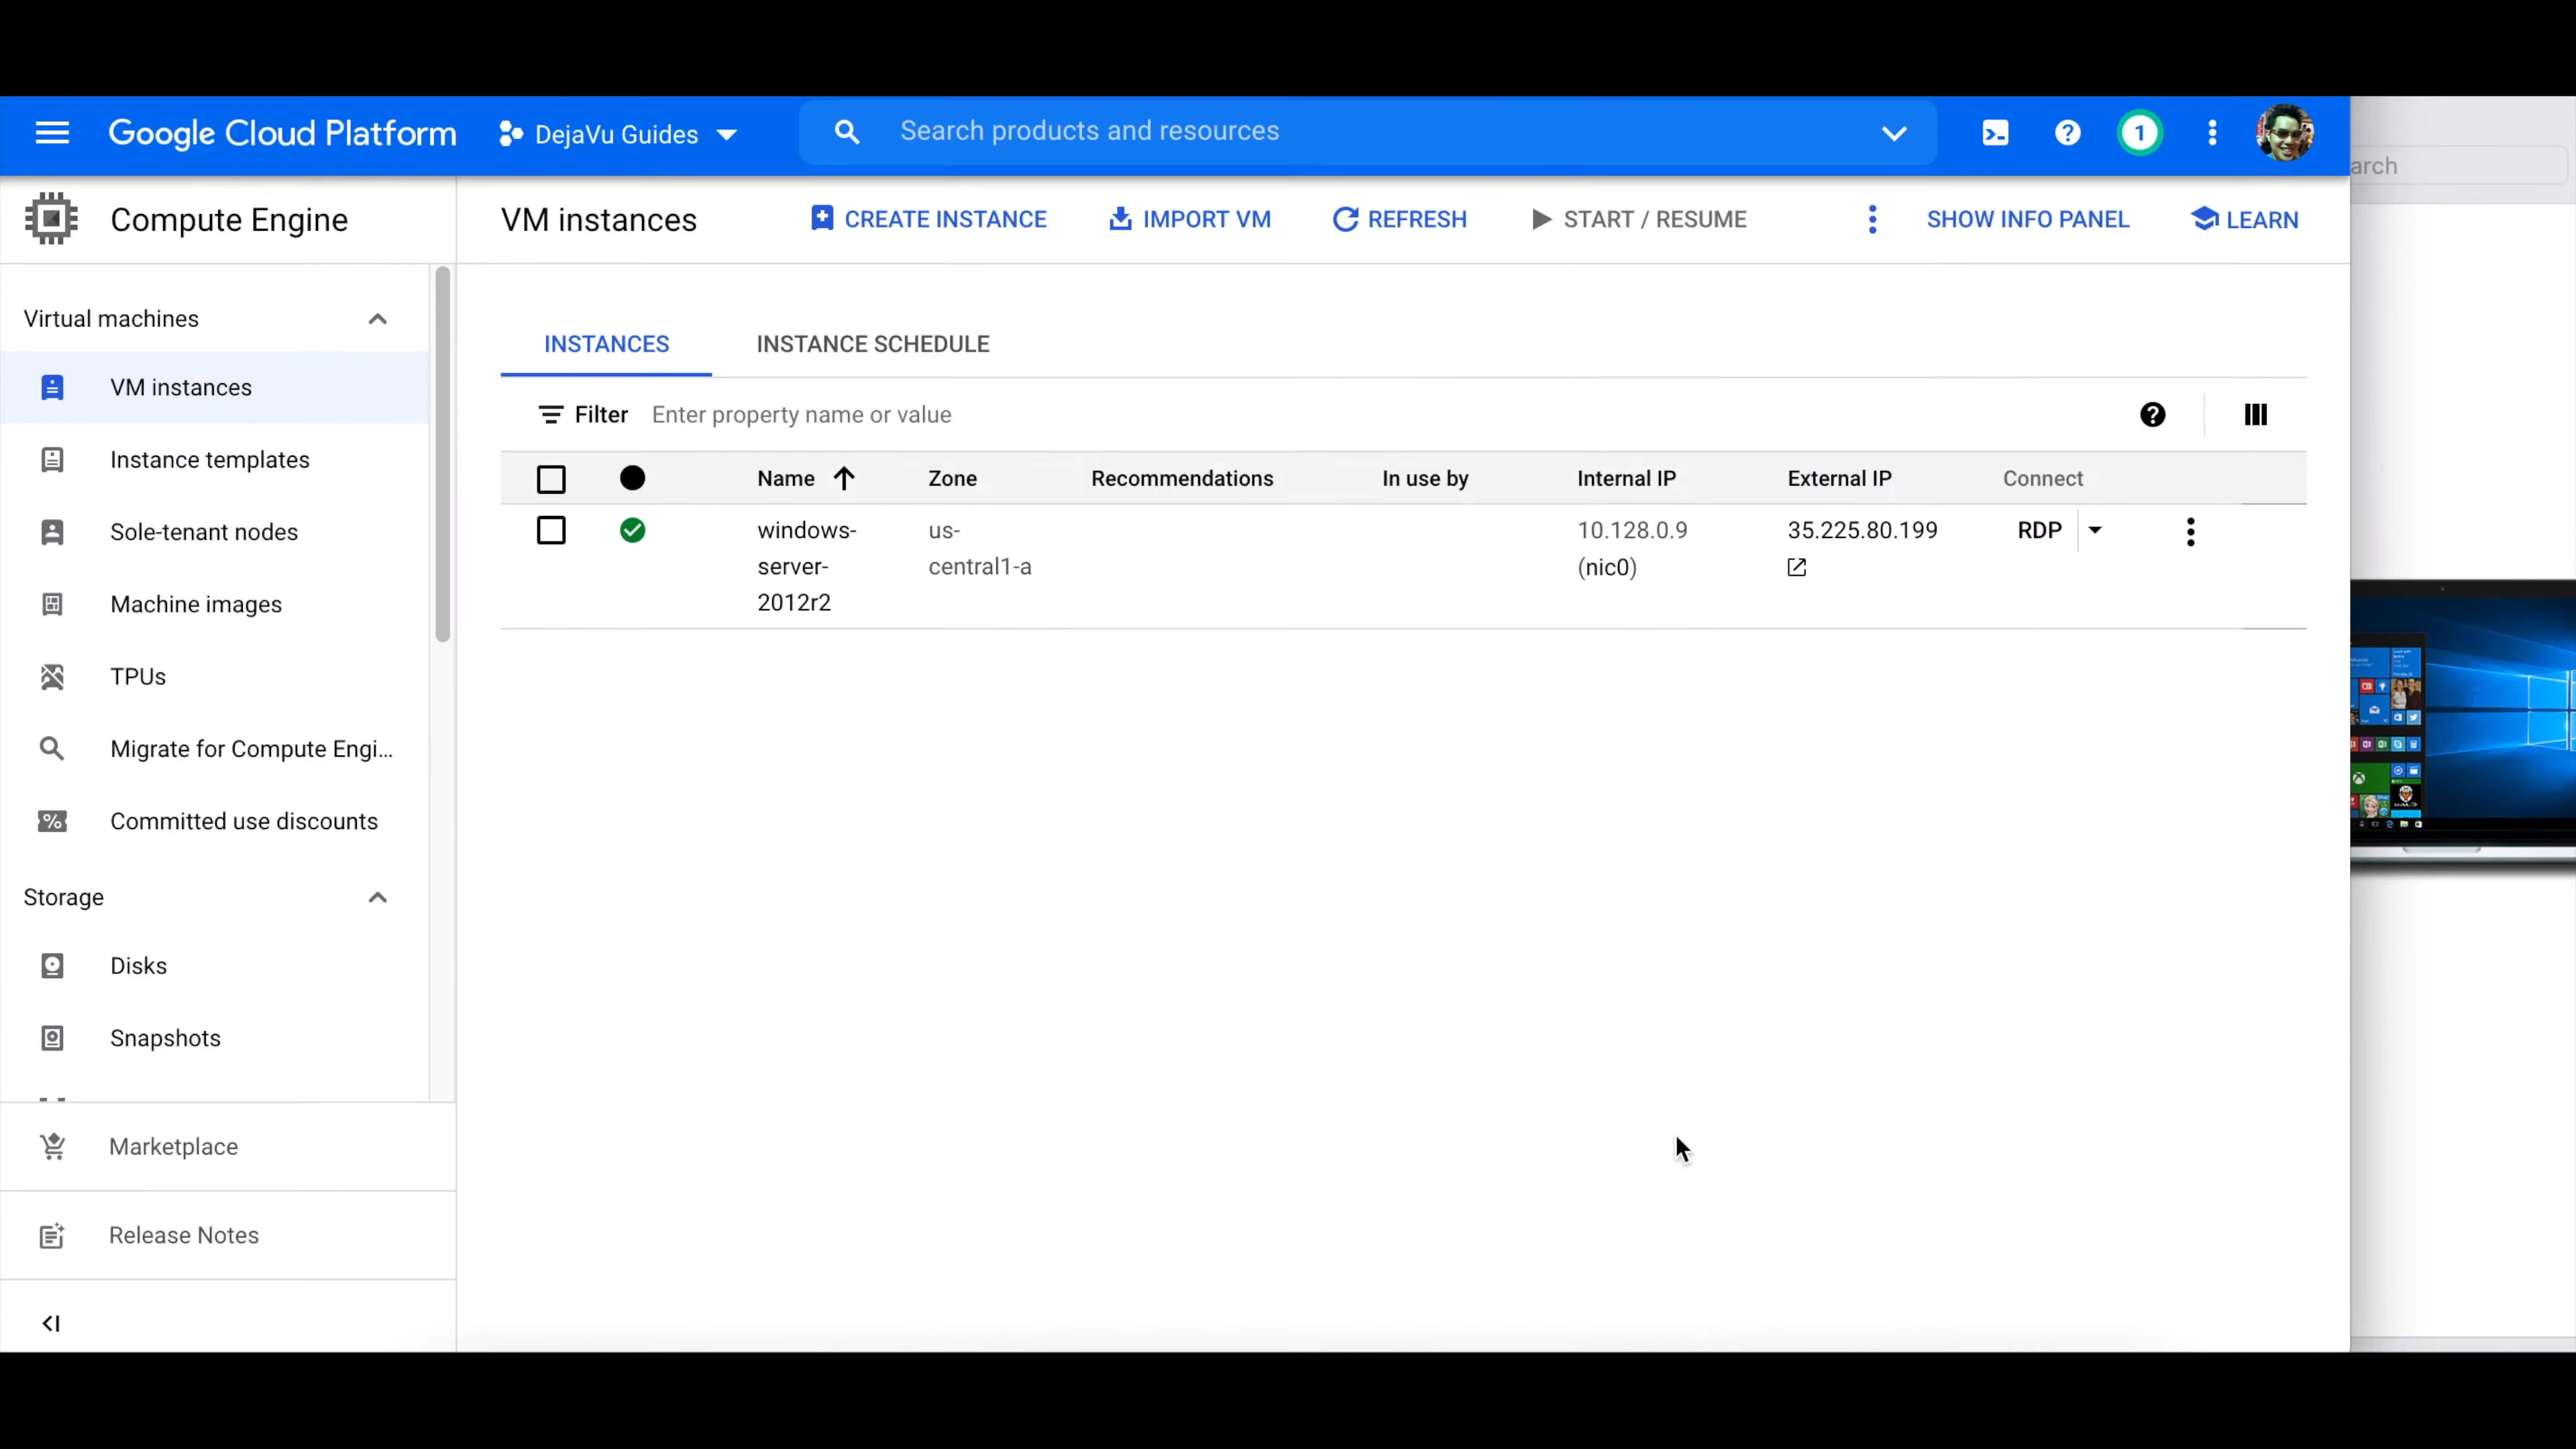 Google Cloud Platform
DejaVu Guides
Search products and resources
1
arch
Compute Engine
VM instances
CREATE INSTANCE
IMPORT VM
REFRESH
START / RESUME
SHOW INFO PANEL
LEARN
Virtual machines
VM instances
Instance templates
Sole-tenant nodes
Machine images
TPUs
Migrate for Compute Engi...
Committed use discounts
Storage
Disks
Snapshots
Marketplace
Release Notes
INSTANCES
INSTANCE SCHEDULE
Filter
Enter property name or value
Name
Zone
Recommendations
In use by
Internal IP
External IP
Connect
windows-
server-
2012r2
us-
central1-a
10.128.0.9
(nic0)
35.225.80.199
RDP